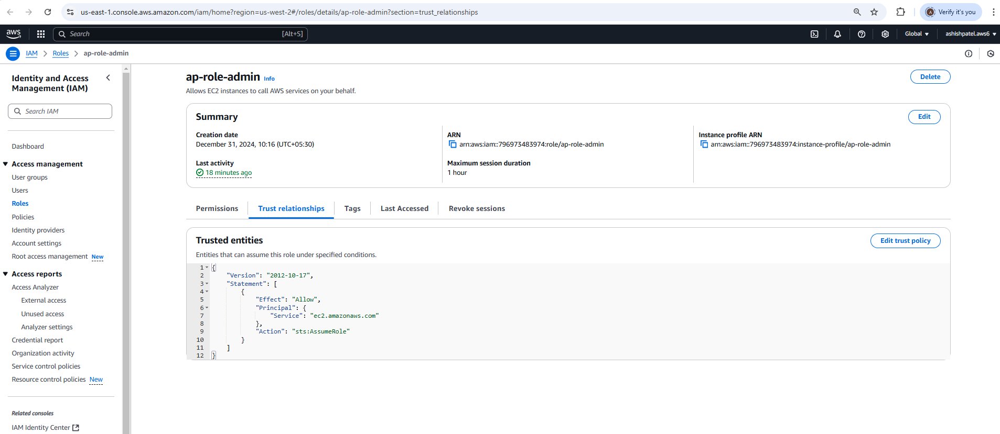 us-east-1.console.aws.amazon.com/iam/home?region=us-west-2#/roles/details/ap-role-admin?section=trust_relationships
A
Verify it's you
aws
Search
[Alt+S]
Global
ashishpatel.aws6
IAM
Roles
ap-role-admin
Identity and Access
Management (IAM)
Search IAM
Dashboard
Access management
User groups
Users
Roles
Policies
Identity providers
Account settings
Root access management New
Access reports
Access Analyzer
External access
Unused access
Analyzer settings
Credential report
Organization activity
Service control policies
Resource control policies New
Related consoles
IAM Identity Center
ap-role-admin Info
Delete
Allows EC2 instances to call AWS services on your behalf.
Summary
Edit
Creation date
December 31, 2024, 10:16 (UTC+05:30)
Last activity
18 minutes ago
ARN
arn:aws:iam::796973483974:role/ap-role-admin
Maximum session duration
1 hour
Instance profile ARN
arn:aws:iam::796973483974:instance-profile/ap-role-admin
Permissions
Trust relationships
Tags
Last Accessed
Revoke sessions
Trusted entities
Edit trust policy
Entities that can assume this role under specified conditions.
1 {
2 "Version": "2012-10-17",
3 "Statement": [
4 {
5 "Effect": "Allow",
6 "Principal": {
7 "Service": "ec2.amazonaws.com"
8 },
9 "Action": "sts:AssumeRole"
10 }
11 ]
12 }